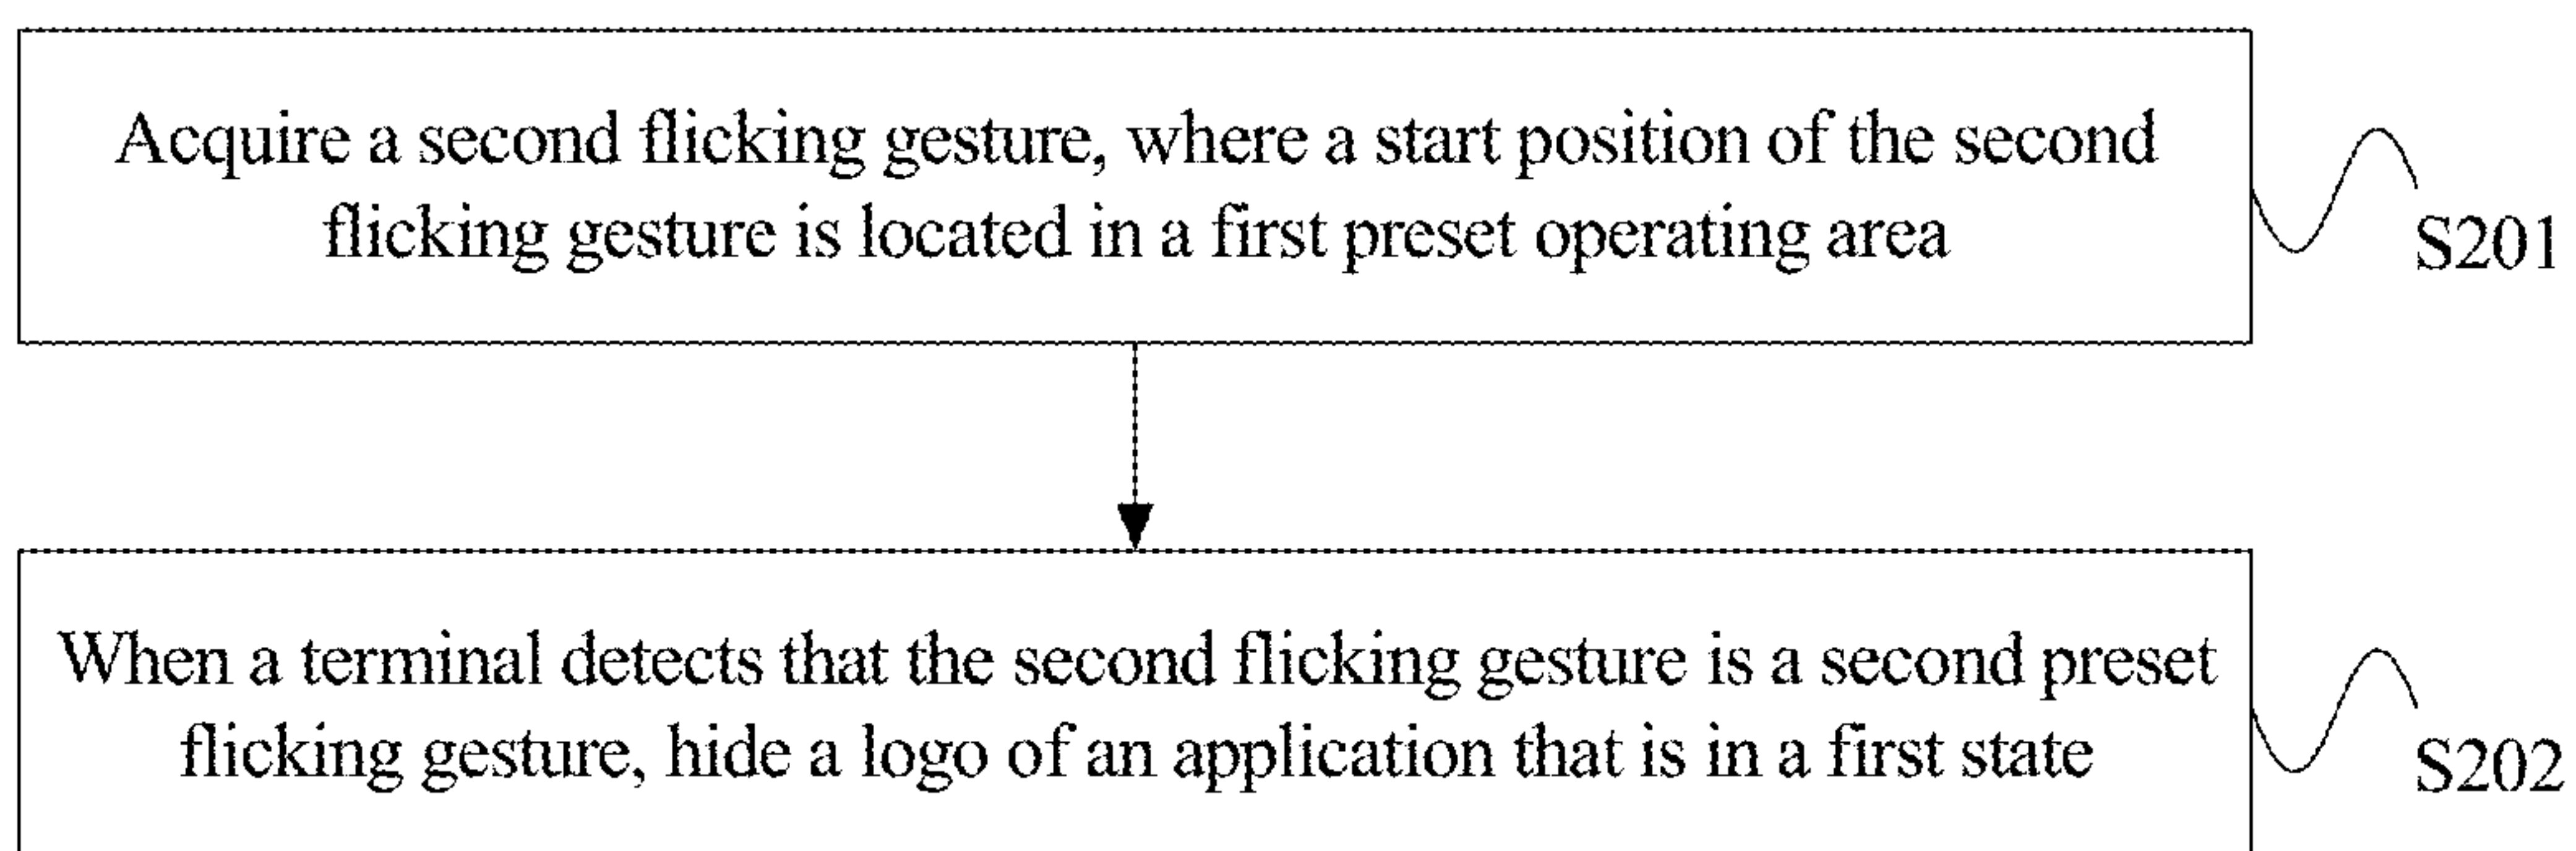 Acquire a second flicking gesture, where a start position of the second
flicking gesture is located in a first preset operating area
S201
When a terminal detects that the second flicking gesture is a second preset
flicking gesture, hide a logo of an application that is in a first state
S202